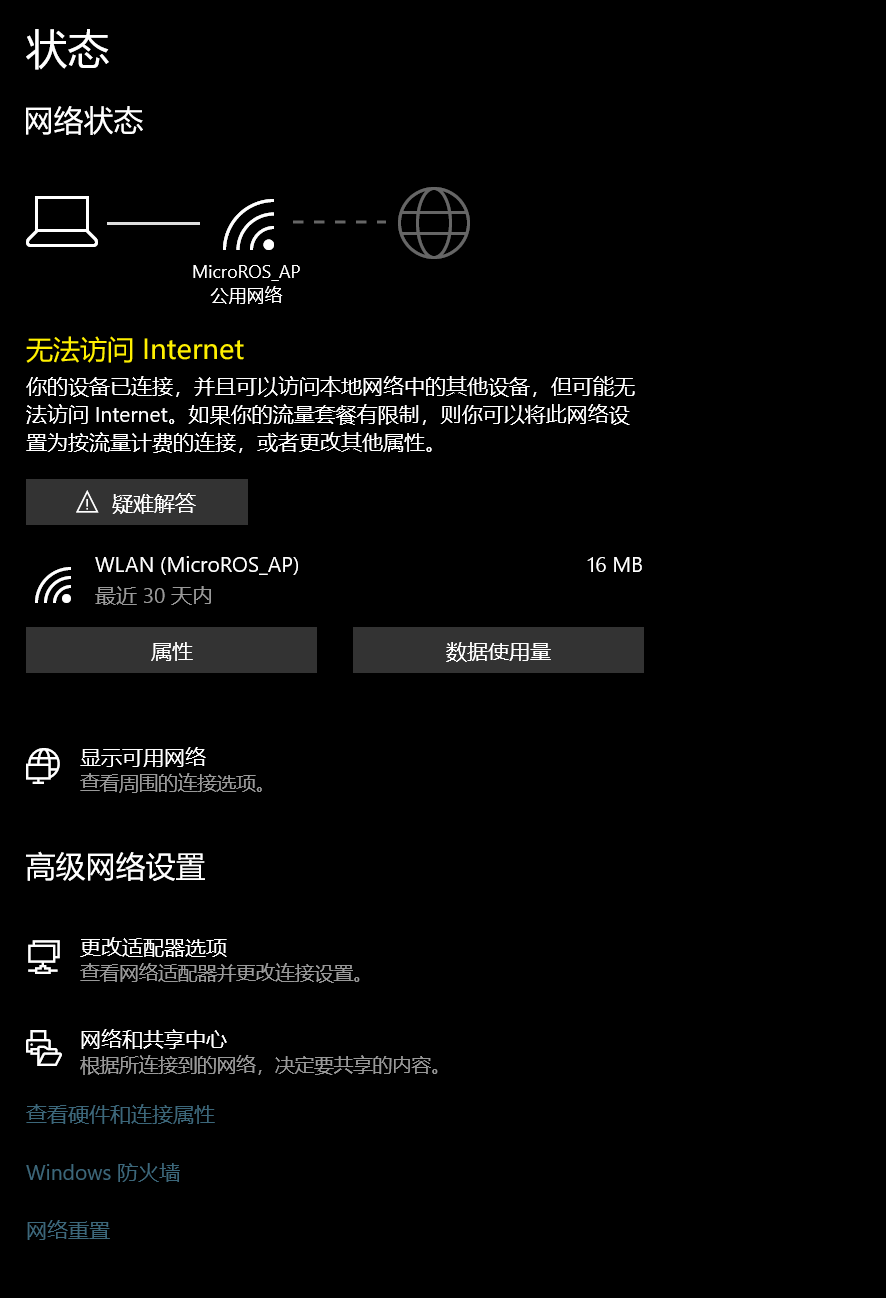 状态
网络状态
MicroROS_AP
公用网络
无法访问 Internet
你的设备已连接，并且可以访问本地网络中的其他设备，但可能无
法访问 Internet。如果你的流量套餐有限制，则你可以将此网络设
置为按流量计费的连接，或者更改其他属性。
疑难解答
WLAN (MicroROS_AP) 16 MB
最近 30 天内
属性 数据使用量
显示可用网络
查看周围的连接选项。
高级网络设置
更改适配器选项
查看网络适配器并更改连接设置。
网络和共享中心
根据所连接到的网络，决定要共享的内容。
查看硬件和连接属性
Windows 防火墙
网络重置